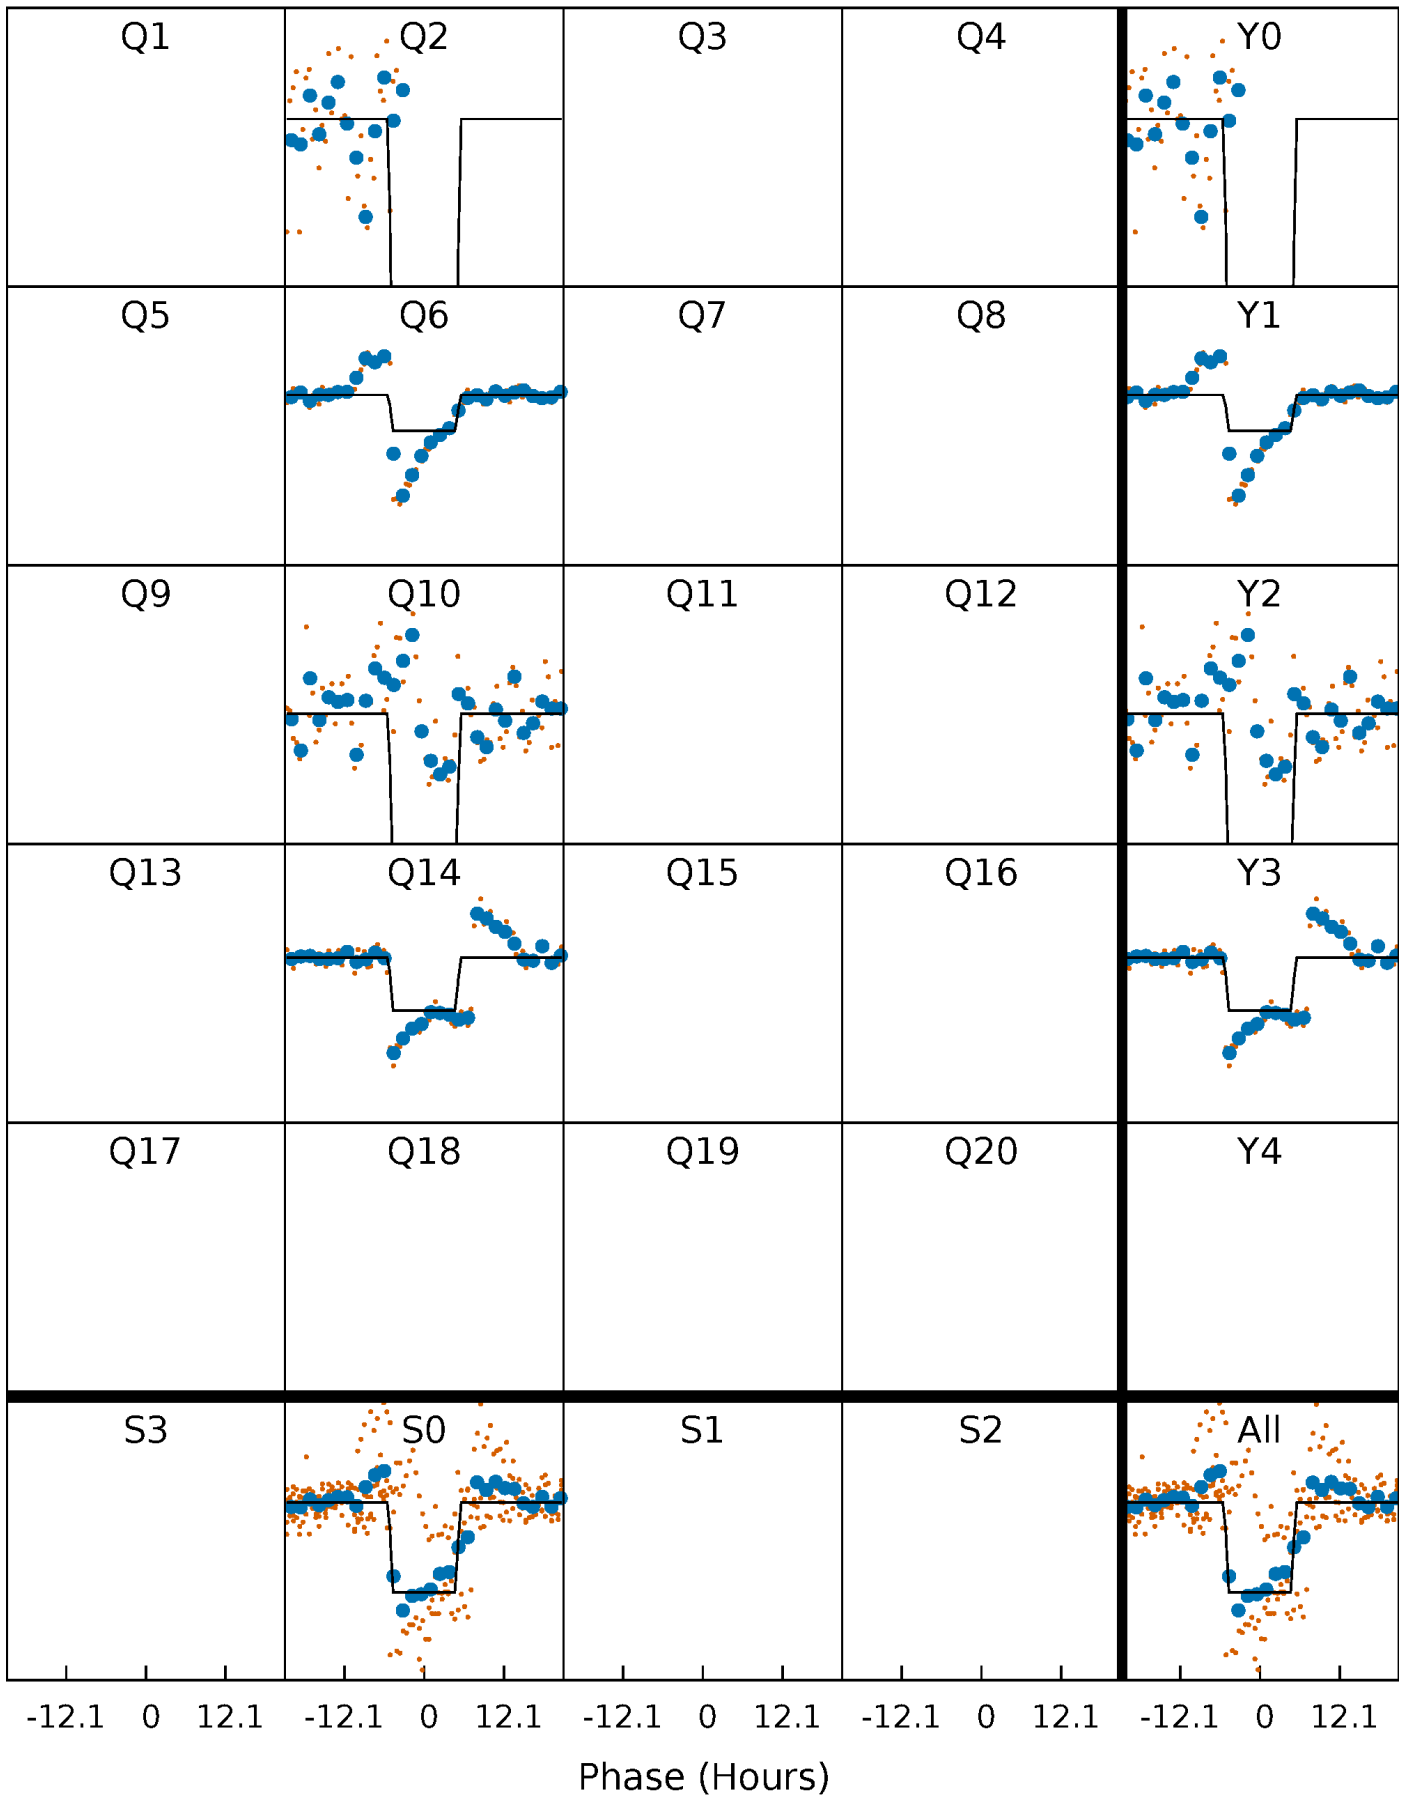 Q1 Q2 Q3 Q4 Y0
Q5 Q6 Q7 Q8 Y1
Q9 Q10 Q11 Q12 Y2
Q13 Q14 Q15 Q16 Y3
Q17 Q18 Q19 Q20 Y4
S3 S0 S1 S2 All
-12.1 0 12.1 -12.1 0 12.1 -12.1 0 12.1 -12.1 0 12.1 -12.1 0 12.1
Phase (Hours)